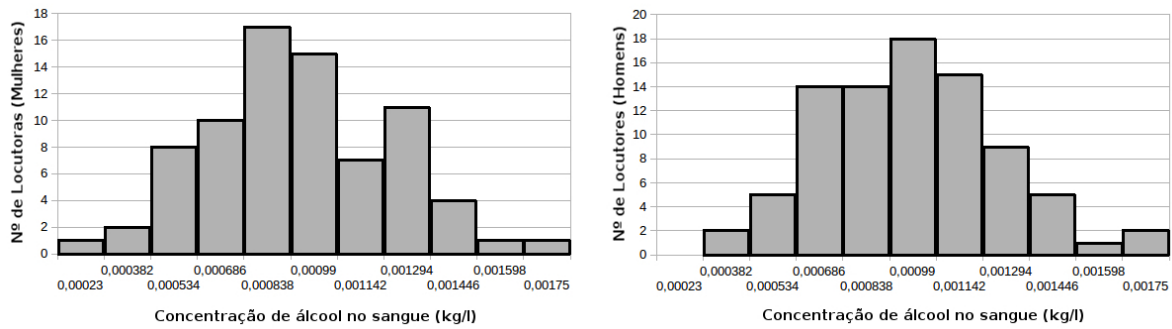 Nº de Locutoras (Mulheres)
18
16
14
12
10
8
6
4
2
0
0,000382 0,000686 0,00099 0,001294 0,001598
0,00023 0,000534 0,000838 0,001142 0,001446 0,00175
Concentração de álcool no sangue (kg/l)
Nº de Locutores (Homens)
20
18
16
14
12
10
8
6
4
2
0
0,000382 0,000686 0,00099 0,001294 0,001598
0,00023 0,000534 0,000838 0,001142 0,001446 0,00175
Concentração de álcool no sangue (kg/l)